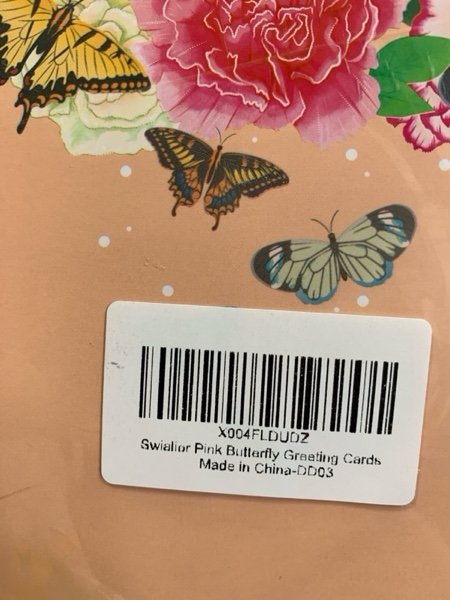 X004FLDUDZ
Swialior Pink Butterfly Greeting Cards
Made in China-DD03